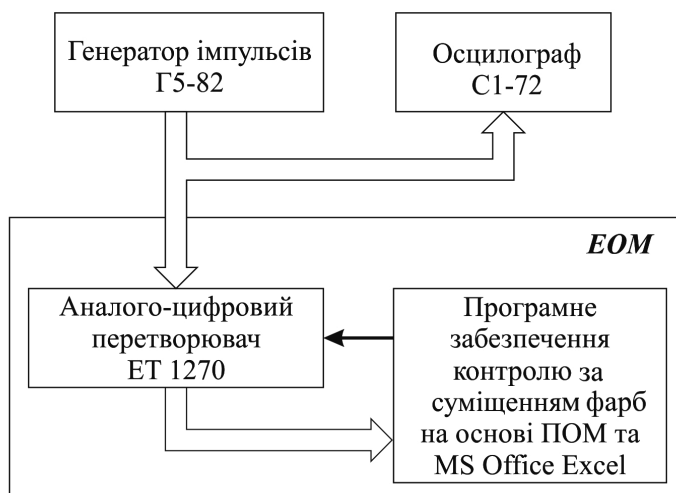 Генератор імпульсів
Г5-82
Осцилограф
С1-72
ЕОМ
Аналого-цифровий
перетворювач
ЕТ 1270
Програмне
забезпечення
контролю за
суміщенням фарб
на основі ПОМ та
MS Office Excel